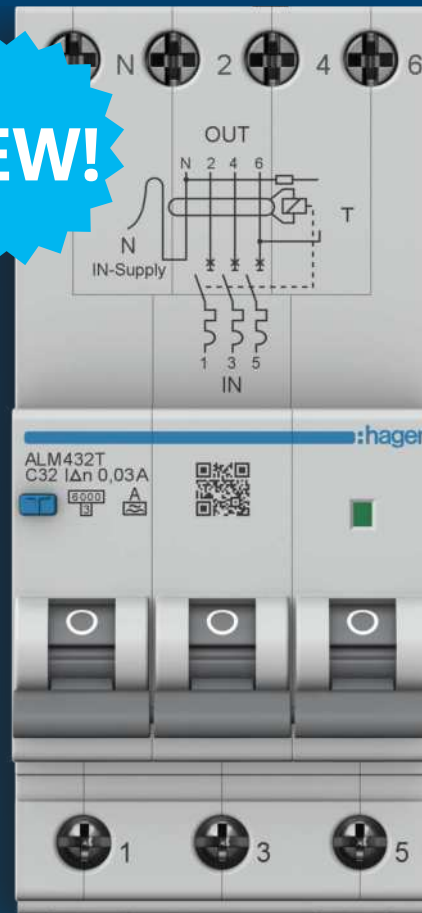 EW!
N 2 4 6
OUT
N 2 4 6
T
N
IN-Supply
1 3 5
IN
:hager
ALM432T
C32 IΔn 0,03A
T 6000 A
3
O O O
1 3 5